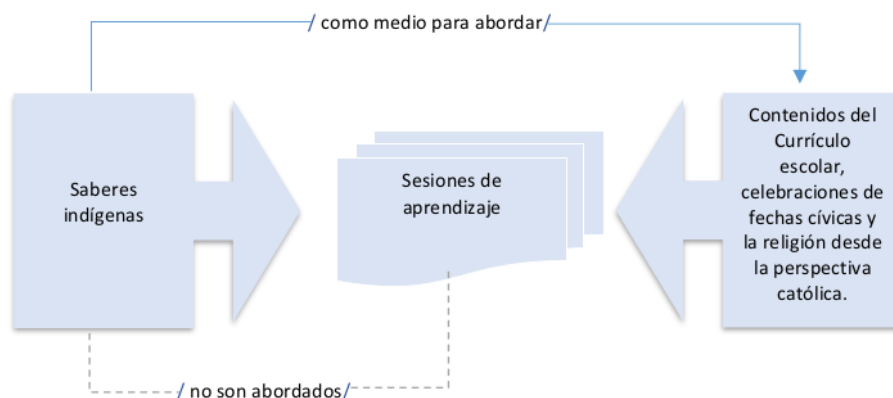 / como medio para abordar/
Saberes
indígenas
Sesiones de
aprendizaje
Contenidos del
Currículo
escolar,
celebraciones de
fechas cívicas y
la religión desde
la perspectiva
católica.
/ no son abordados/